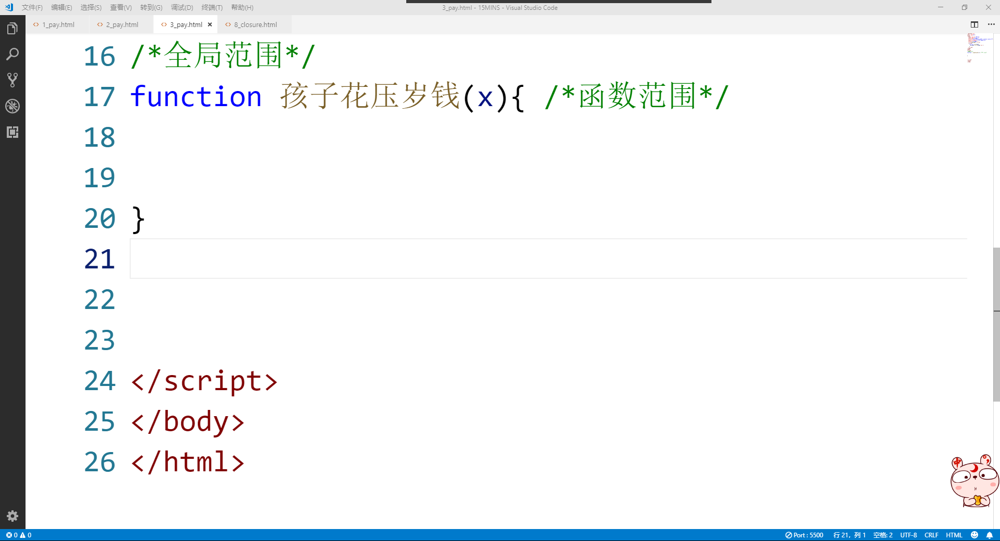 文件(F) 编辑(E) 选择(S) 查看(V) 转到(G) 调试(D) 终端(T) 帮助(H) 3_pay.html - 15MINS - Visual Studio Code
1_pay.html 2_pay.html 3_pay.html 8_closure.html
16 /*全局范围*/
17 function 孩子花压岁钱(x){ /*函数范围*/
18
19
20 }
21
22
23
24 </script>
25 </body>
26 </html>
中
0 0 Port : 5500 行 21，列 1 空格: 2 UTF-8 CRLF HTML